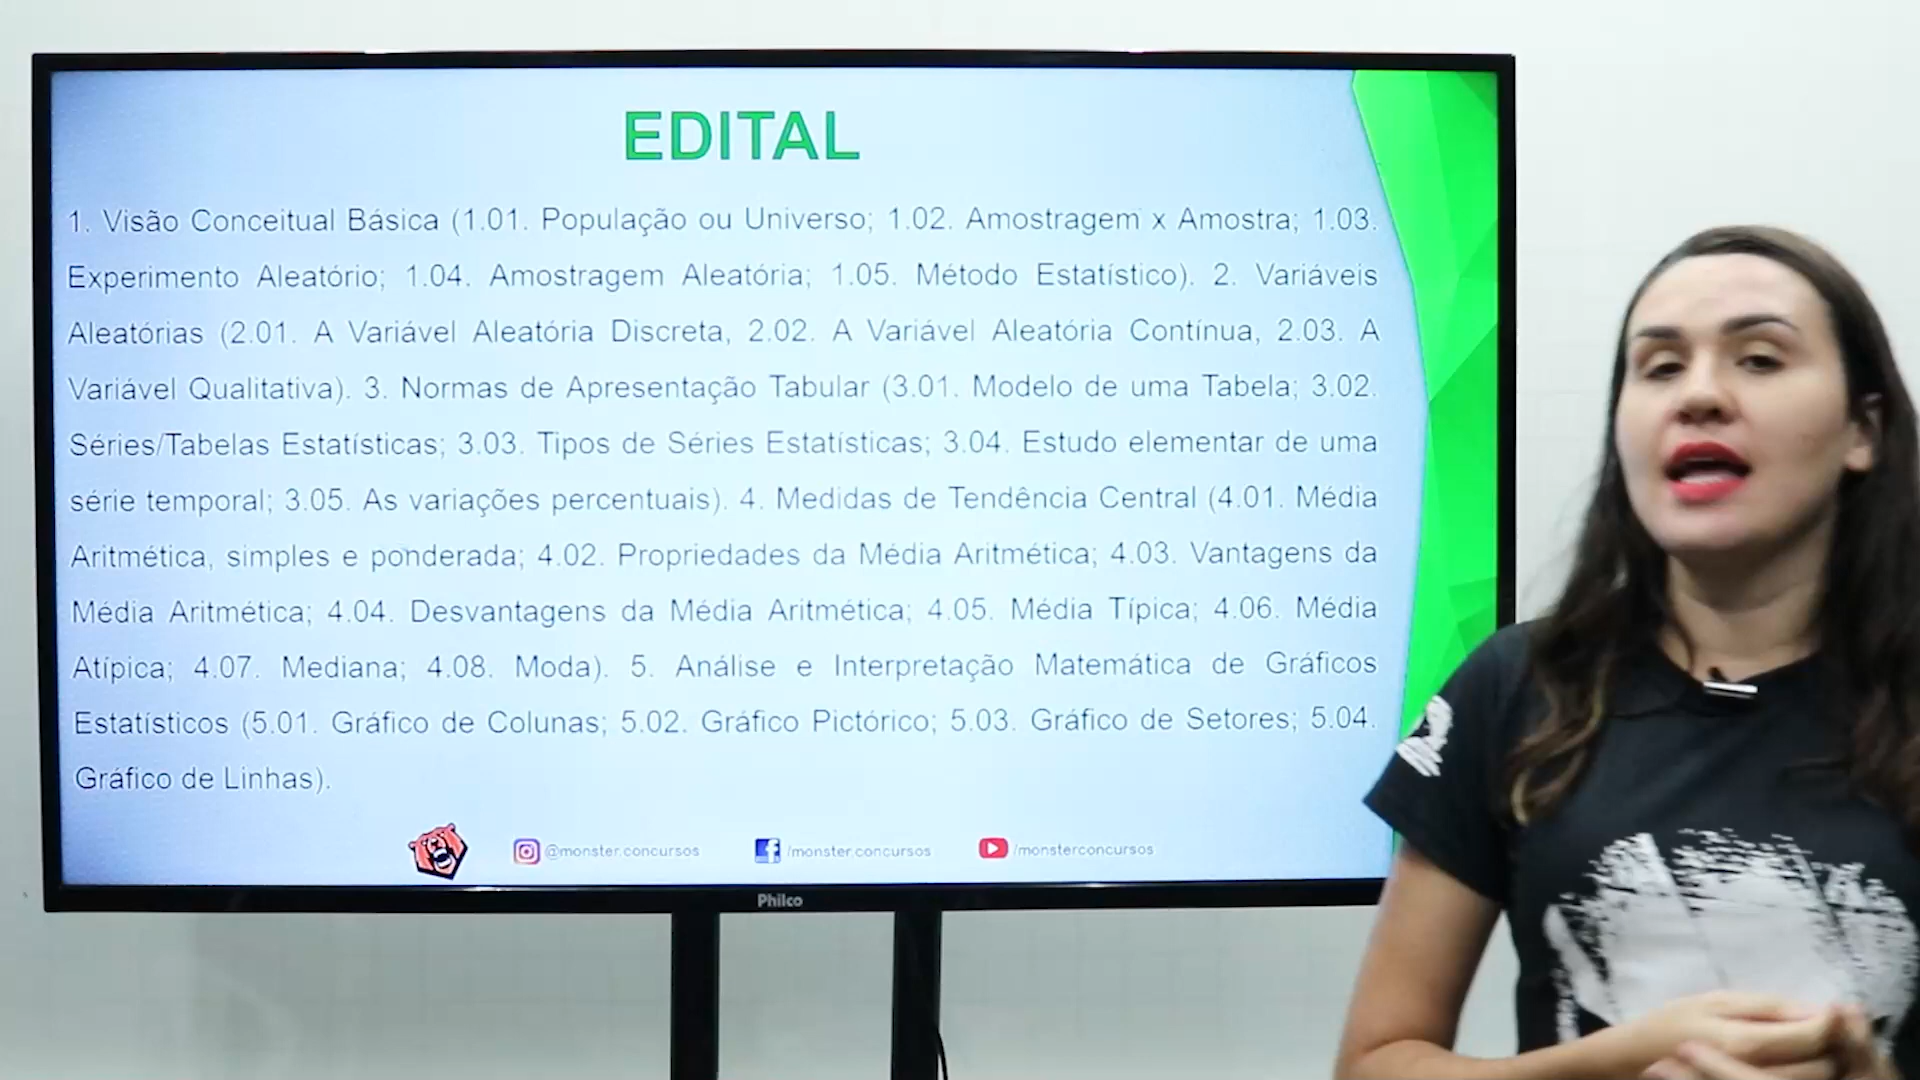 EDITAL
1. Visão Conceitual Básica (1.01. População ou Universo; 1.02. Amostragem x Amostra; 1.03.
Experimento Aleatório; 1.04. Amostragem Aleatória; 1.05. Método Estatístico). 2. Variáveis
Aleatórias (2.01. A Variável Aleatória Discreta, 2.02. A Variável Aleatória Contínua, 2.03. A
Variável Qualitativa). 3. Normas de Apresentação Tabular (3.01. Modelo de uma Tabela; 3.02.
Séries/Tabelas Estatísticas; 3.03. Tipos de Séries Estatísticas; 3.04. Estudo elementar de uma
série temporal; 3.05. As variações percentuais). 4. Medidas de Tendência Central (4.01. Média
Aritmética, simples e ponderada; 4.02. Propriedades da Média Aritmética; 4.03. Vantagens da
Média Aritmética; 4.04. Desvantagens da Média Aritmética; 4.05. Média Típica; 4.06. Média
Atípica; 4.07. Mediana; 4.08. Moda). 5. Análise e Interpretação Matemática de Gráficos
Estatísticos (5.01. Gráfico de Colunas; 5.02. Gráfico Pictórico; 5.03. Gráfico de Setores; 5.04.
Gráfico de Linhas).
@monster.concursos /monster.concursos /monsterconcursos
Philco